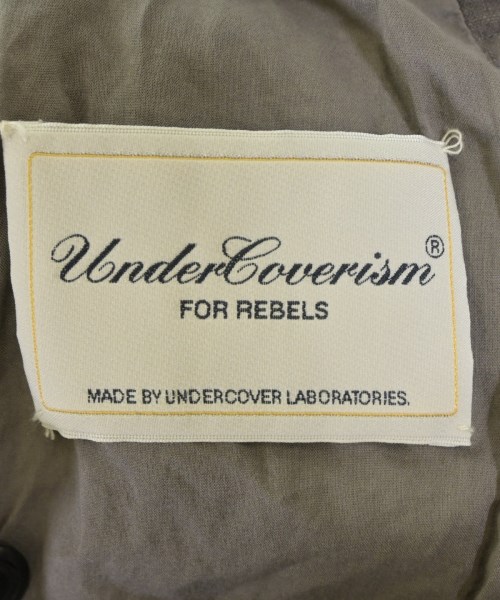 UnderCoverism®
FOR REBELS
MADE BY UNDERCOVER LABORATORIES.